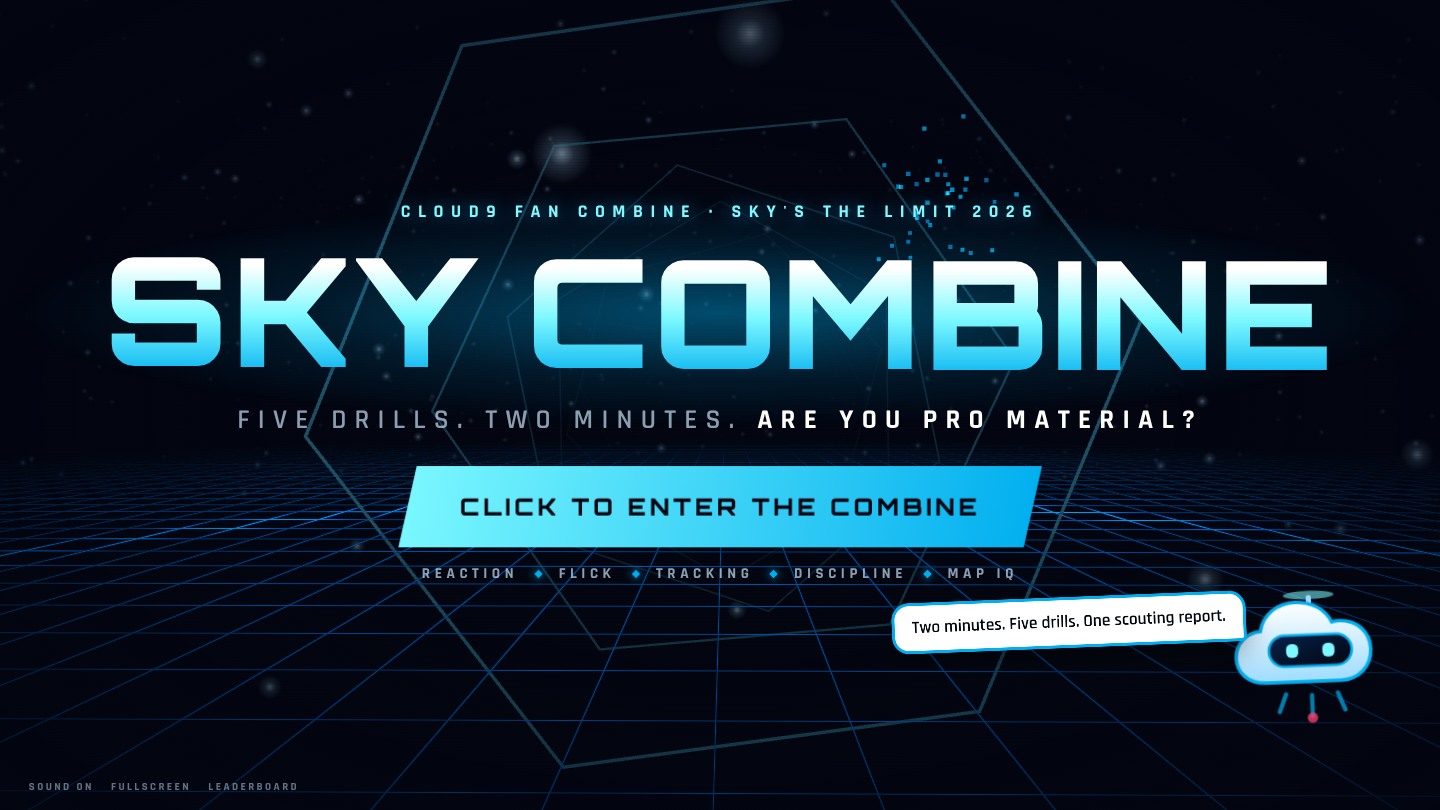 CLOUD9 FAN COMBINE · SKY'S THE LIMIT 2026
SKY COMBINE
FIVE DRILLS. TWO MINUTES. ARE YOU PRO MATERIAL?
CLICK TO ENTER THE COMBINE
REACTION ◆ FLICK ◆ TRACKING ◆ DISCIPLINE ◆ MAP IQ
Two minutes. Five drills. One scouting report.
SOUND ON FULLSCREEN LEADERBOARD